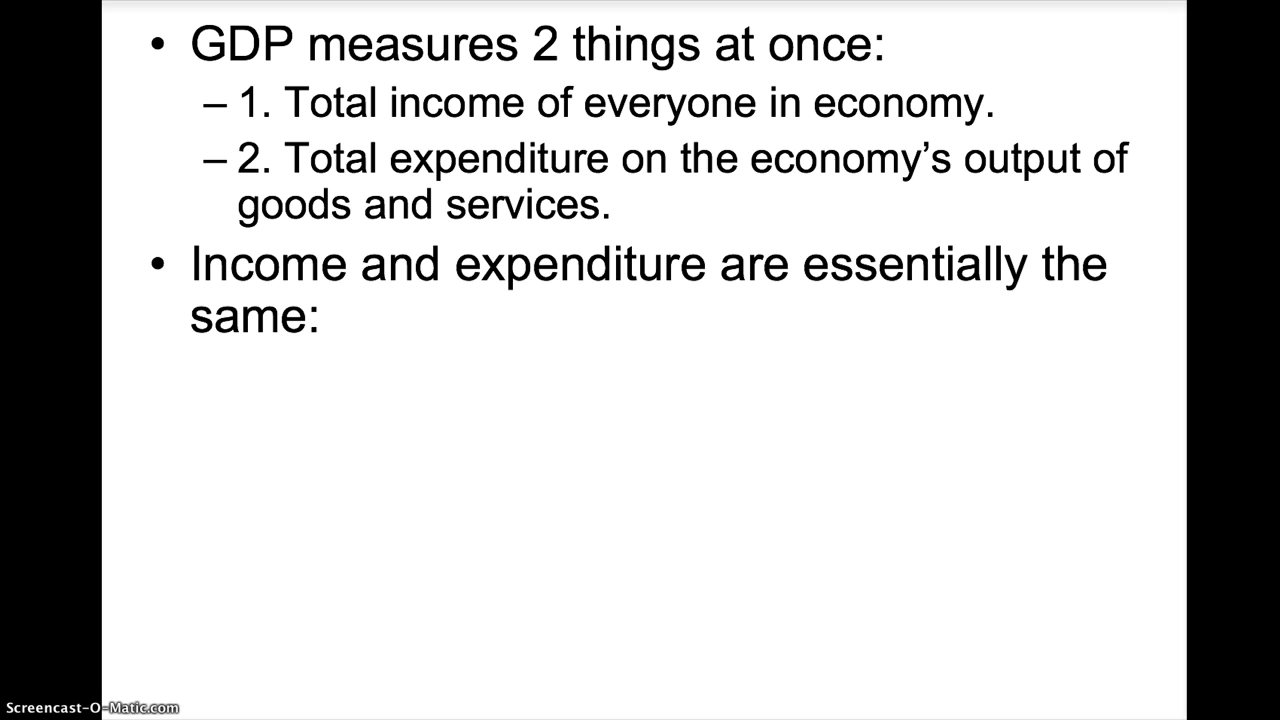 • GDP measures 2 things at once:
– 1. Total income of everyone in economy.
– 2. Total expenditure on the economy’s output of
goods and services.
• Income and expenditure are essentially the
same:
Screencast-O-Matic.com